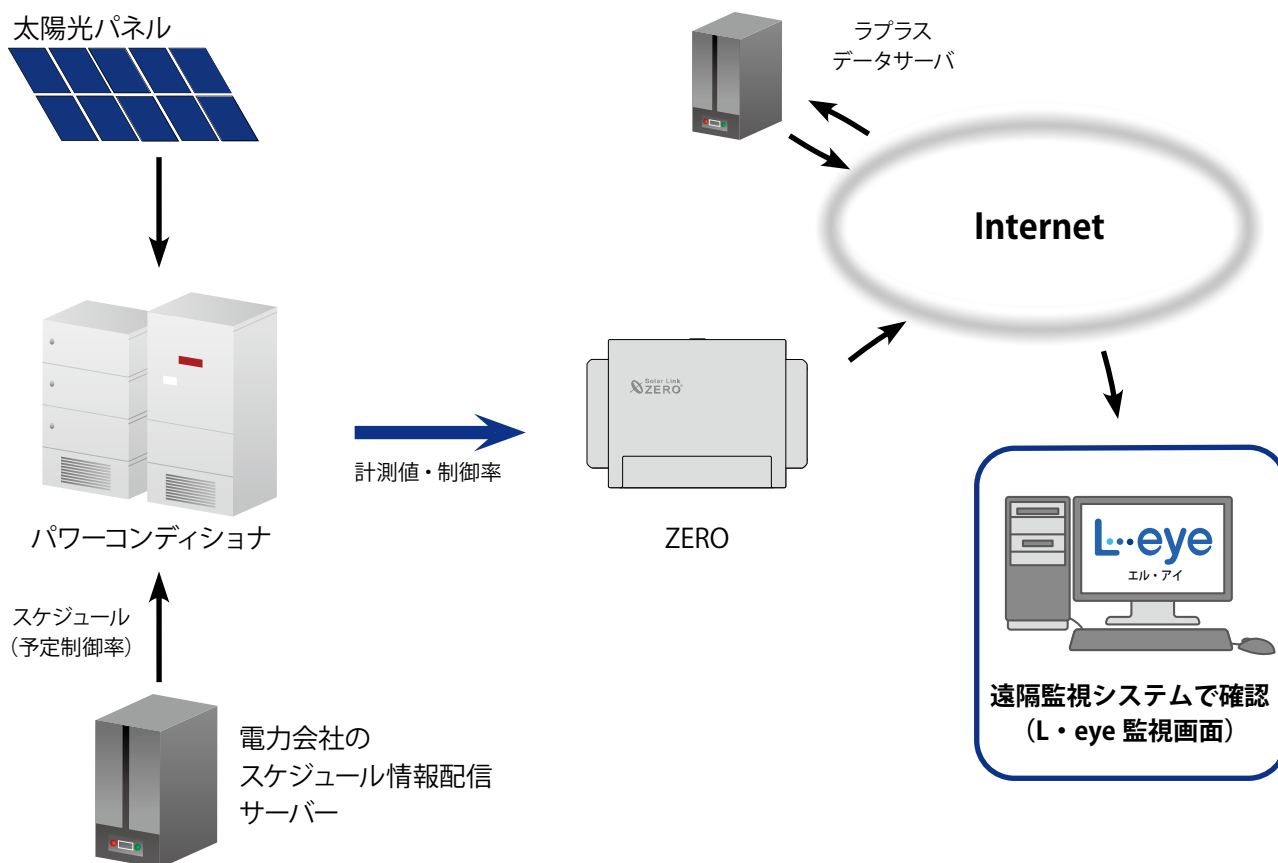 太陽光パネル
ラプラス
データサーバ
Internet
Solar Link
ZERO
計測値・制御率
パワーコンディショナ
ZERO
L・eye
エル・アイ
スケジュール
（予定制御率）
遠隔監視システムで確認
（L・eye 監視画面）
電力会社の
スケジュール情報配信
サーバー